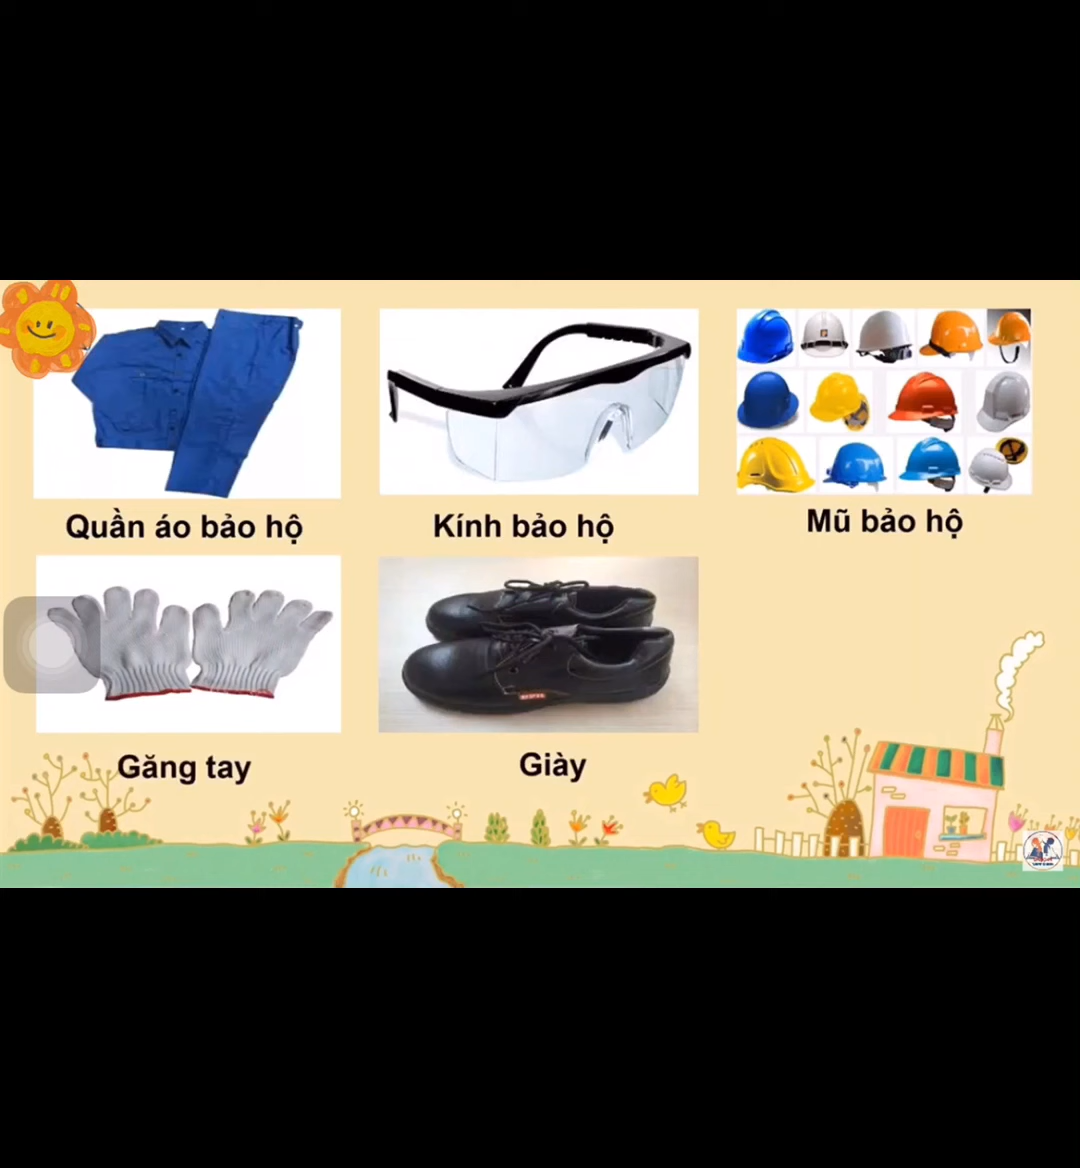 Quần áo bảo hộ
Kính bảo hộ
Mũ bảo hộ
Găng tay
Giày